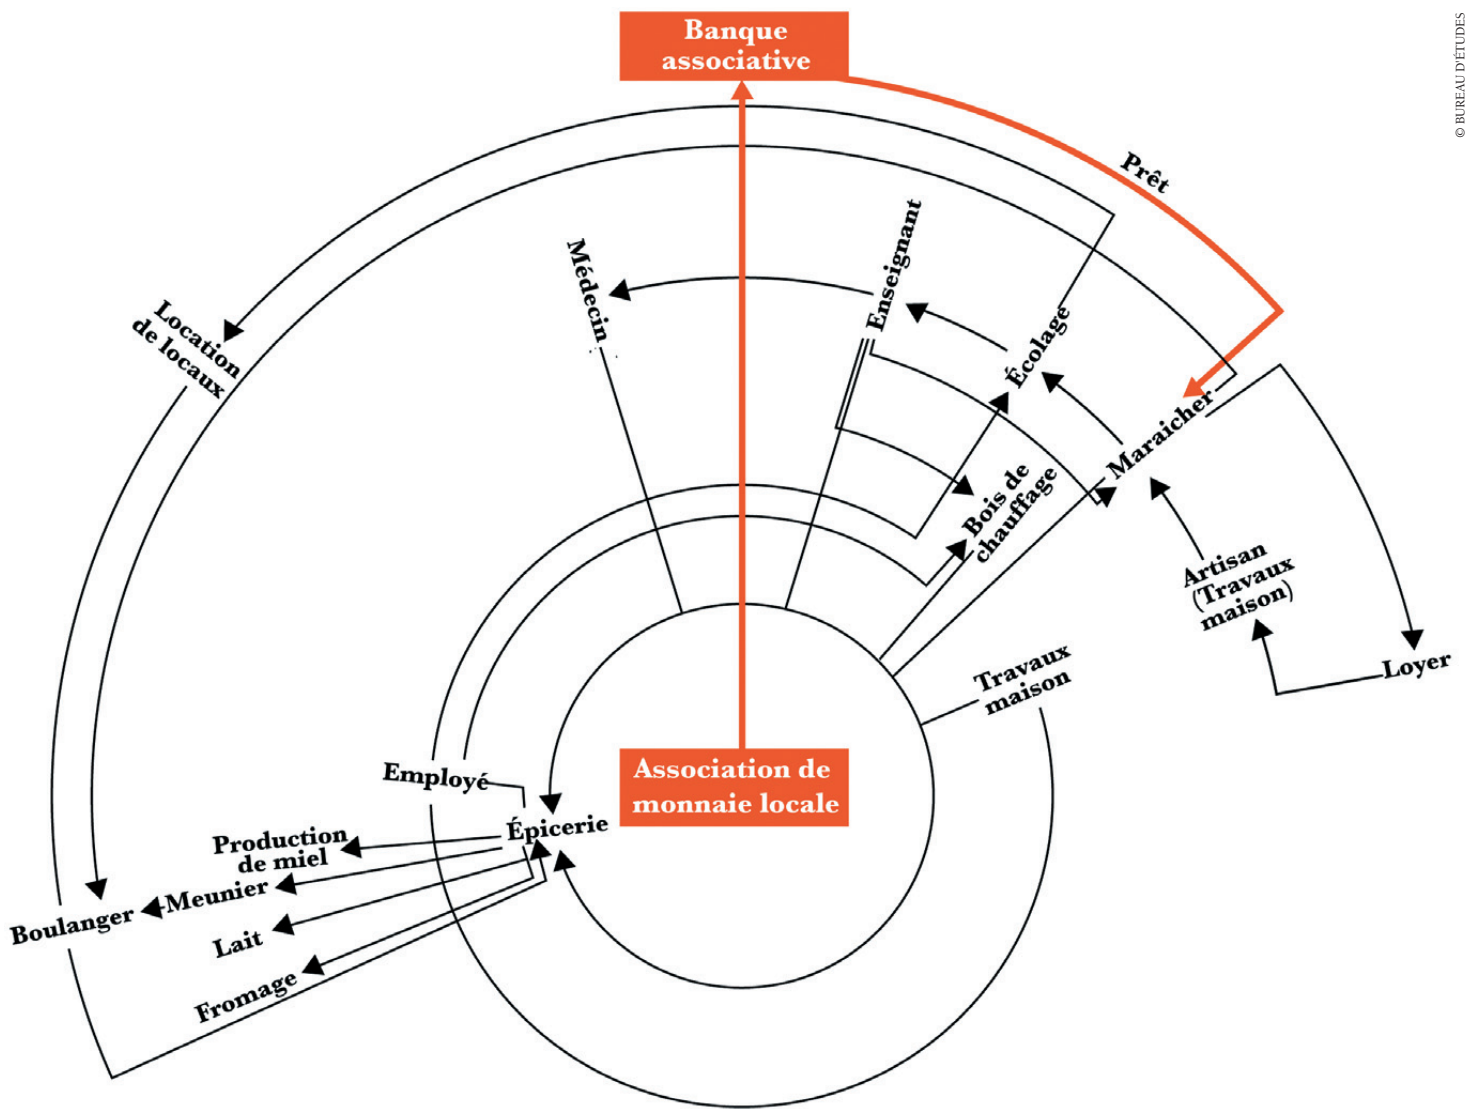 © BUREAU D'ÉTUDES
Banque
associative
Prêt
Médecin
Enseignant
Écolage
Location
de locaux
Maraicher
Bois de
chauffage
Artisan
(Travaux
maison)
Loyer
Travaux
maison
Association de
monnaie locale
Employé
Épicerie
Production
de miel
Meunier
Boulanger
Lait
Fromage